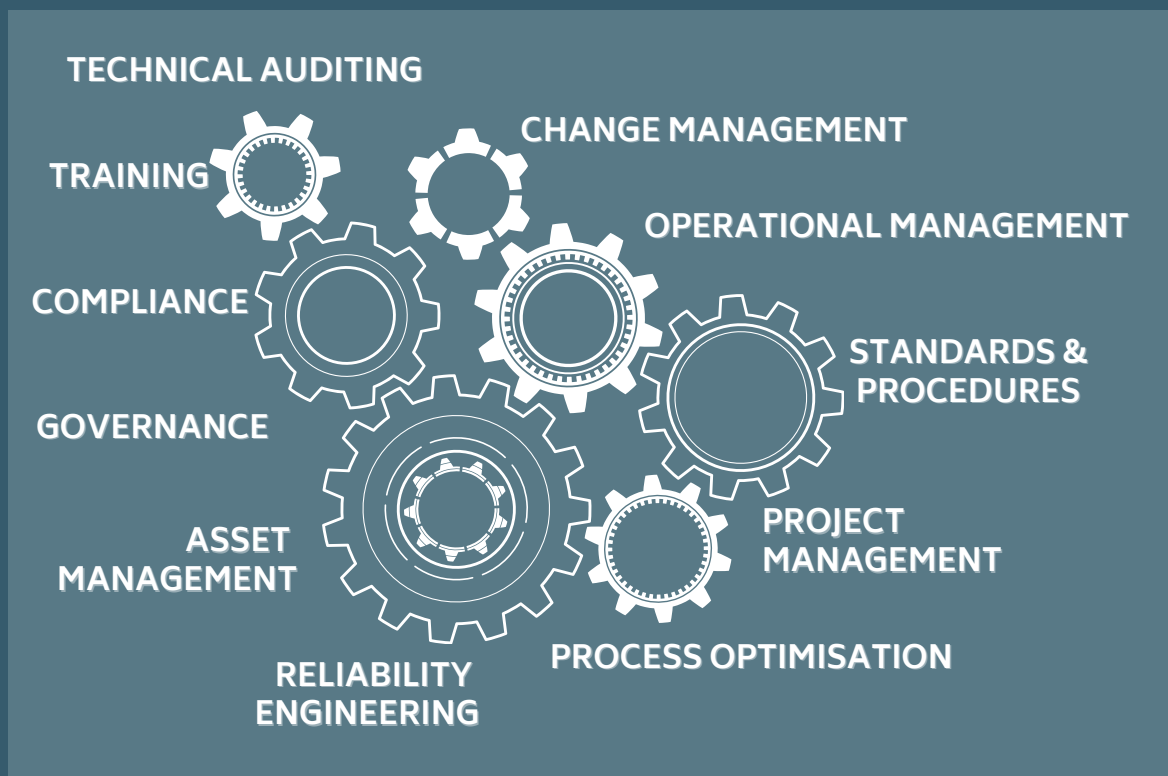 TECHNICAL AUDITING
CHANGE MANAGEMENT
TRAINING
OPERATIONAL MANAGEMENT
COMPLIANCE
STANDARDS &
PROCEDURES
GOVERNANCE
ASSET
MANAGEMENT
PROJECT
MANAGEMENT
PROCESS OPTIMISATION
RELIABILITY
ENGINEERING